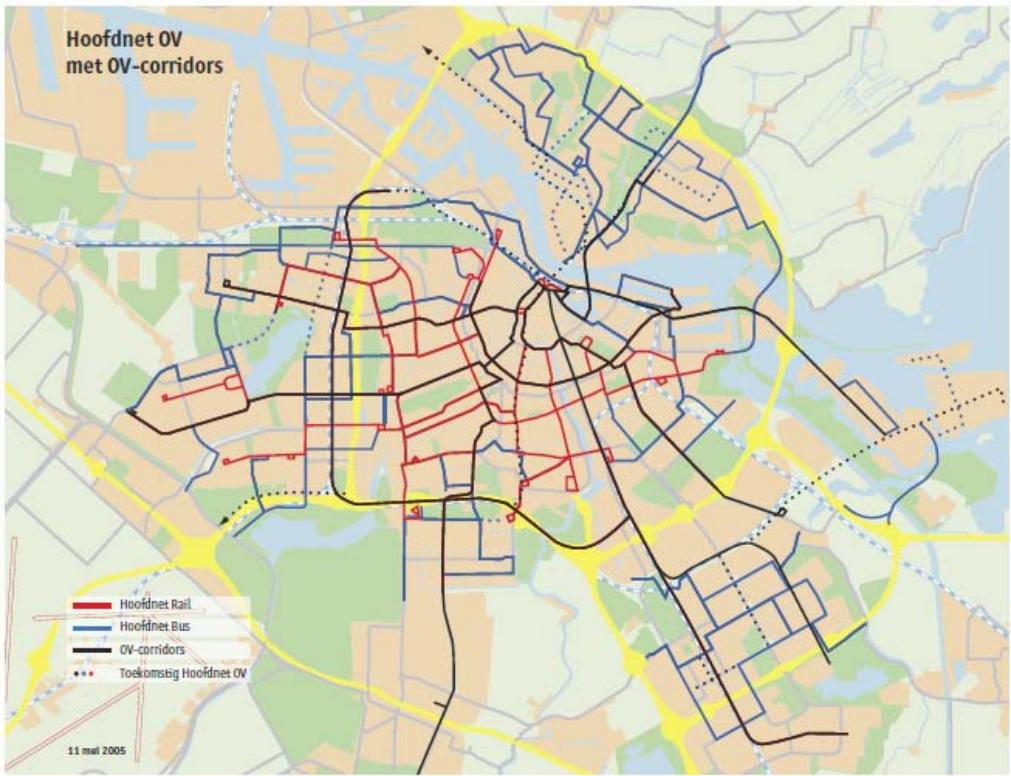 Hoofdnet OV
met OV-corridors
Hoofdnet Rail
Hoofdnet Bus
OV-corridors
Toekomstig Hoofdnet OV
11 mei 2005